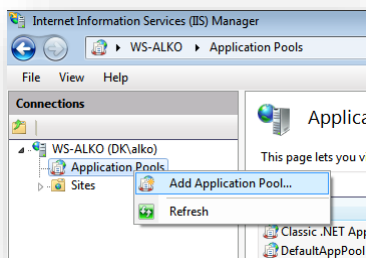 Internet Information Services (IIS) Manager
WS-ALKO
Application Pools
File View Help
Connections
WS-ALKO (DK\alko)
Application Pools
Sites
Add Application Pool...
Refresh
Applica
This page lets you v
Classic .NET App
DefaultAppPool